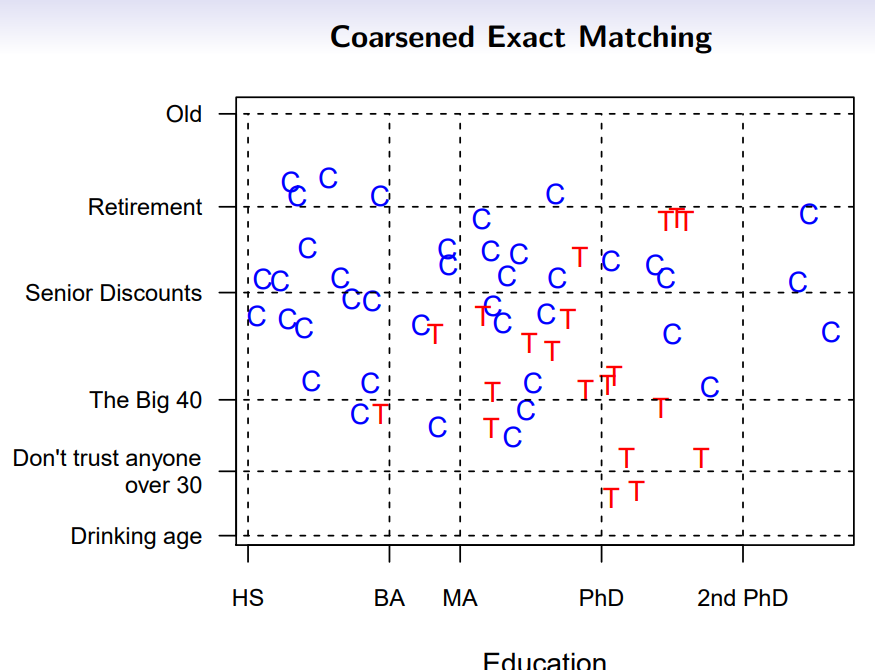 Coarsened Exact Matching
Old
C C
C C C
Retirement
TTT
C C
C C C C
T C C
C C C C C C C
Senior Discounts
C C C
C C T C C T C
C C T C C
T T
C C T C T T T C
The Big 40
C T C T
C T C
Don't trust anyone
over 30
T T
T T
Drinking age
HS BA MA PhD 2nd PhD
Education